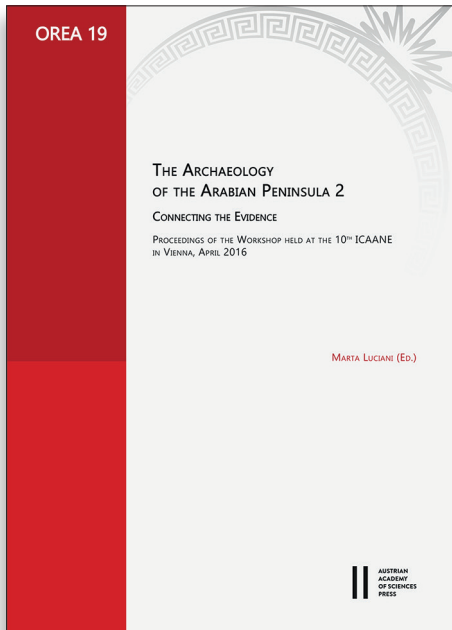 OREA 19
THE ARCHAEOLOGY
OF THE ARABIAN PENINSULA 2
CONNECTING THE EVIDENCE
PROCEEDINGS OF THE WORKSHOP HELD AT THE 10TH ICAANE
IN VIENNA, APRIL 2016
MARTA LUCIANI (ED.)
AUSTRIAN
ACADEMY
OF SCIENCES
PRESS